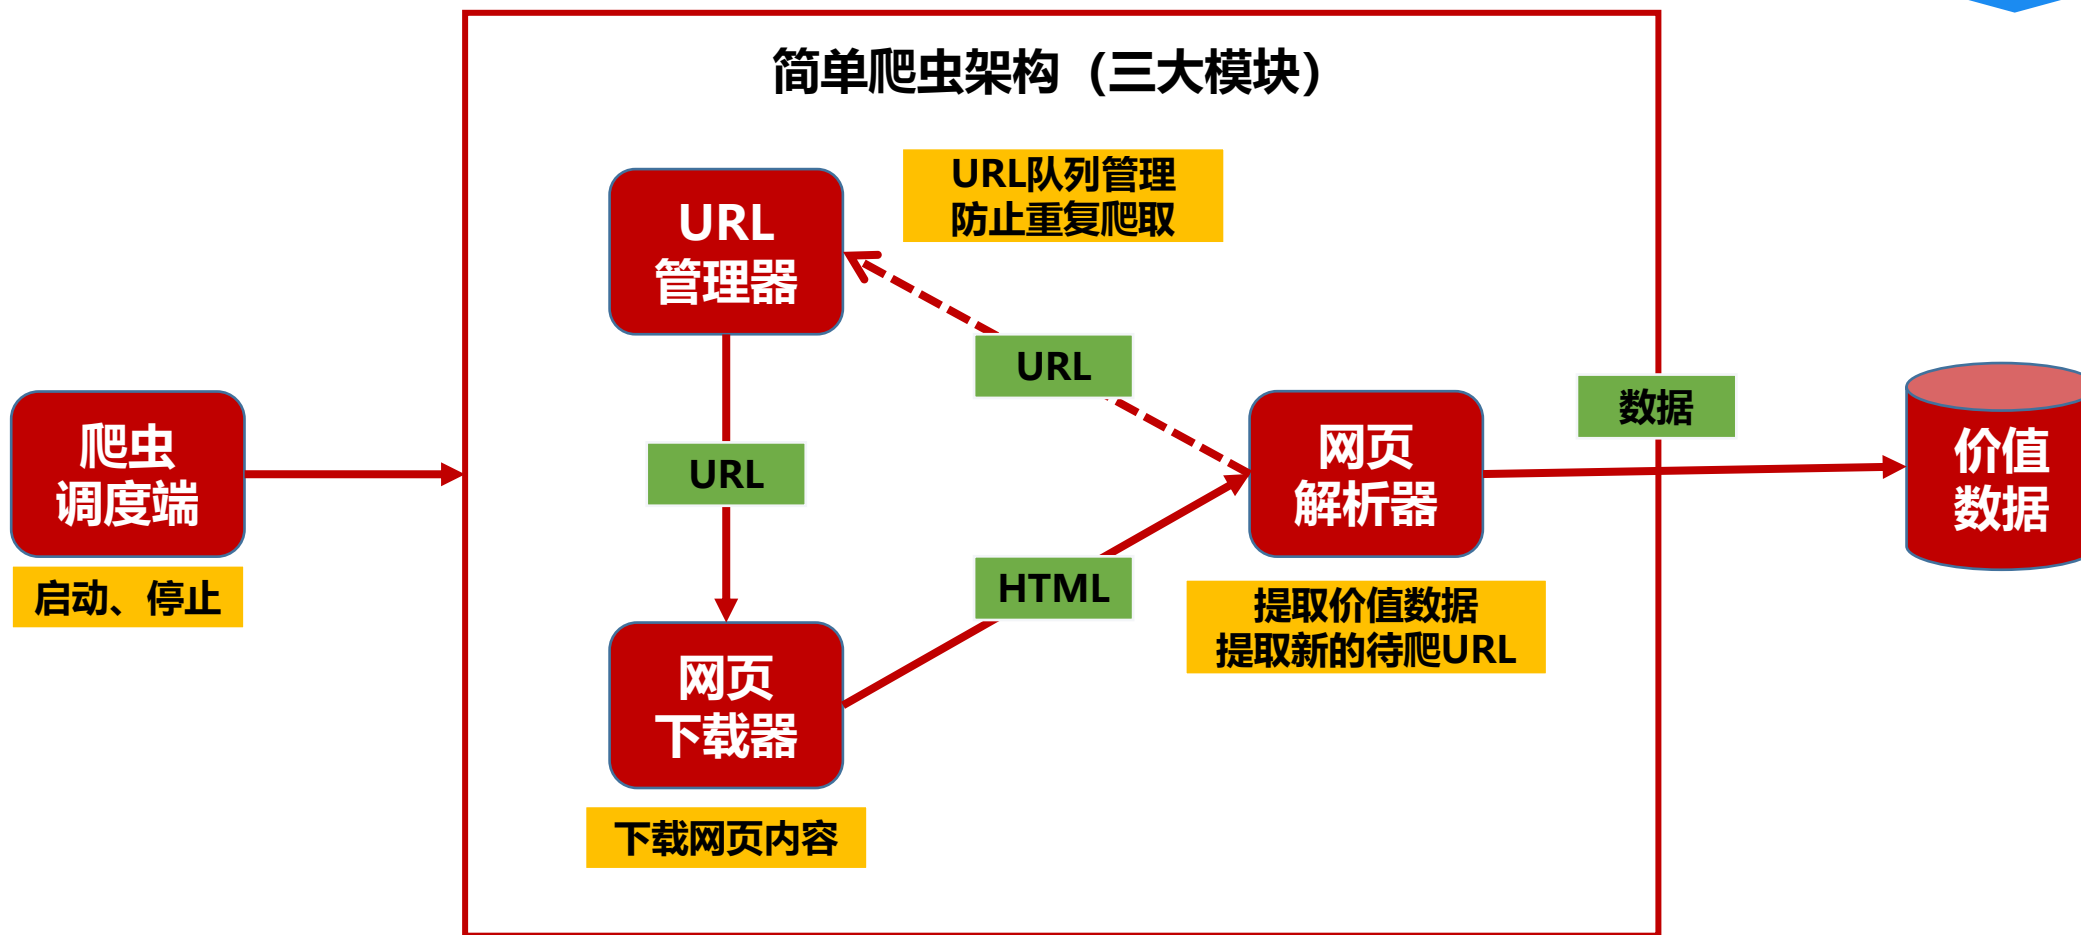 简单爬虫架构（三大模块）
URL
管理器
URL队列管理
防止重复爬取
URL
数据
爬虫
调度端
启动、停止
URL
网页
解析器
价值
数据
HTML
提取价值数据
提取新的待爬URL
网页
下载器
下载网页内容